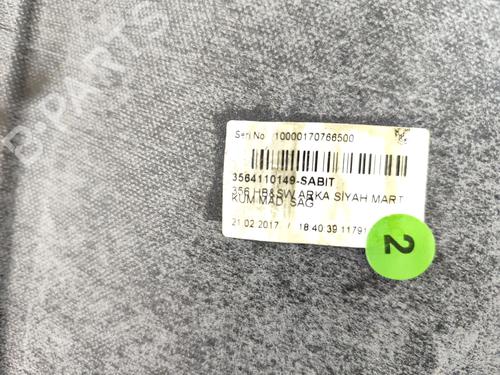 B-PARTS
Seri No 10000170766500
3564110149-SABIT
356 HB&SW ARKA SİYAH MART
KUM MAD. SAĞ
21.02.2017 / 18 40 39 11791
2